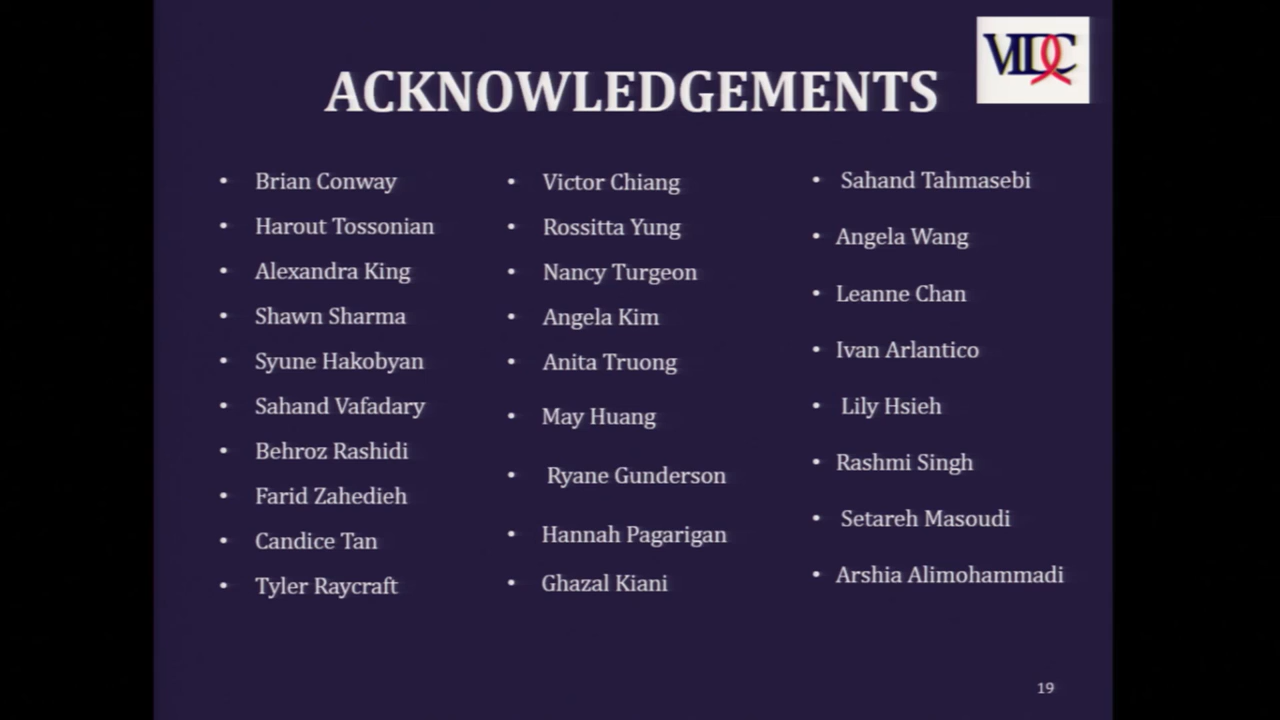 VIDC
ACKNOWLEDGEMENTS
• Brian Conway
• Harout Tossonian
• Alexandra King
• Shawn Sharma
• Syune Hakobyan
• Sahand Vafadary
• Behroz Rashidi
• Farid Zahedieh
• Candice Tan
• Tyler Raycraft
• Victor Chiang
• Rossitta Yung
• Nancy Turgeon
• Angela Kim
• Anita Truong
• May Huang
• Ryane Gunderson
• Hannah Pagarigan
• Ghazal Kiani
• Sahand Tahmasebi
• Angela Wang
• Leanne Chan
• Ivan Arlantico
• Lily Hsieh
• Rashmi Singh
• Setareh Masoudi
• Arshia Alimohammadi
19